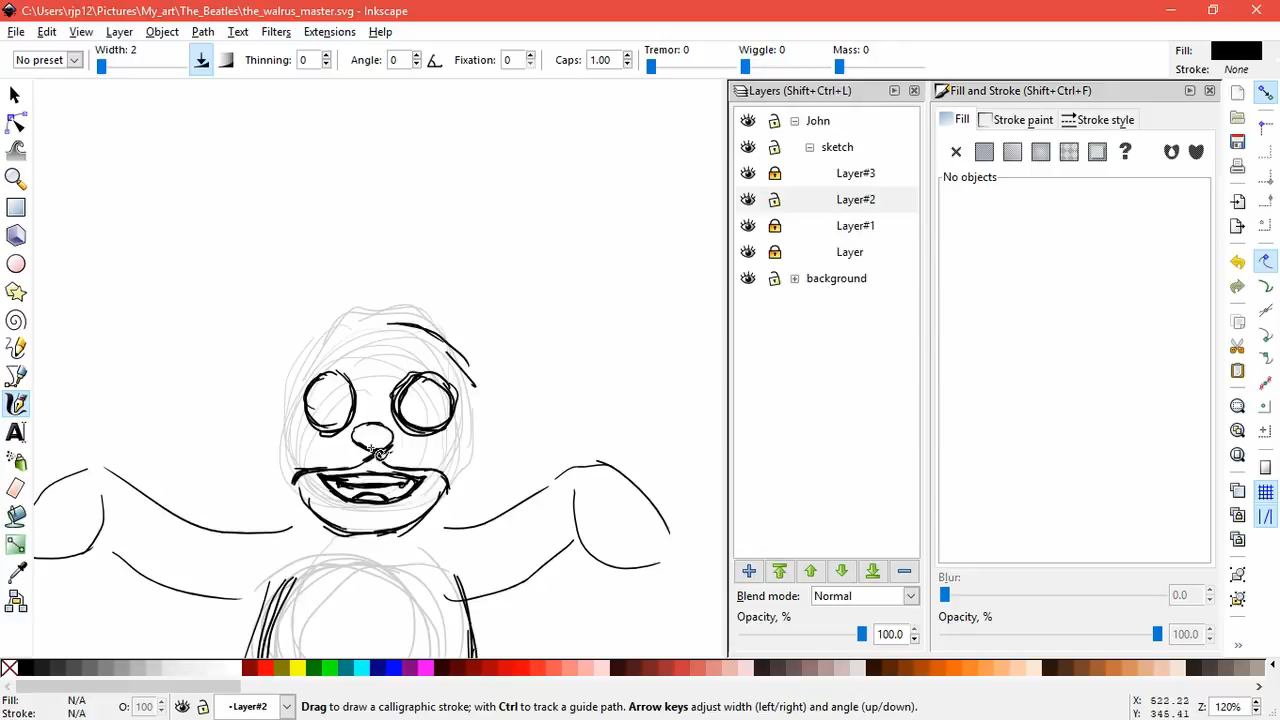 C:\Users\rjp12\Pictures\My_art\The_Beatles\the_walrus_master.svg - Inkscape
File Edit View Layer Object Path Text Filters Extensions Help
No preset Width: 2 Thinning: 0 Angle: 0 Fixation: 0 Caps: 1.00 Tremor: 0 Wiggle: 0 Mass: 0 Fill:
Stroke: None
Layers (Shift+Ctrl+L) Fill and Stroke (Shift+Ctrl+F)
John
sketch
Layer#3
Layer#2
Layer#1
Layer
background
Fill Stroke paint Stroke style
?
No objects
Blend mode: Normal
Opacity, %
100.0
Blur:
0.0
Opacity, %
100.0
Fill: N/A
Stroke: N/A
O: 100
Layer#2
Drag to draw a calligraphic stroke; with Ctrl to track a guide path. Arrow keys adjust width (left/right) and angle (up/down).
X: 522.22
Y: 345.41
Z: 120%